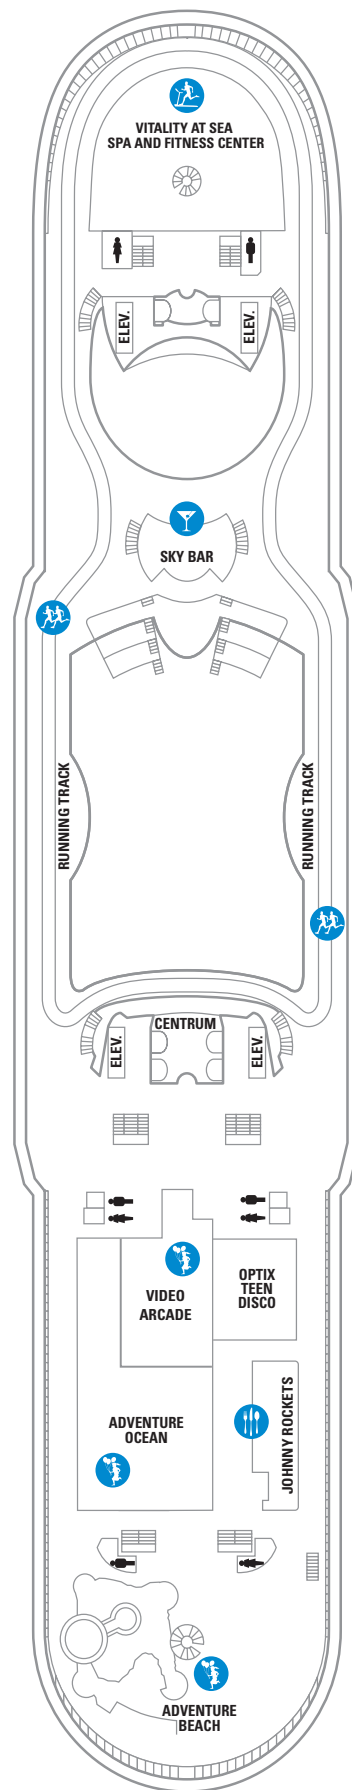 VITALITY AT SEA
SPA AND FITNESS CENTER
ELEV.
ELEV.
SKY BAR
RUNNING TRACK
RUNNING TRACK
CENTRUM
ELEV.
ELEV.
VIDEO
ARCADE
OPTIX
TEEN
DISCO
ADVENTURE
OCEAN
JOHNNY ROCKETS
ADVENTURE
BEACH